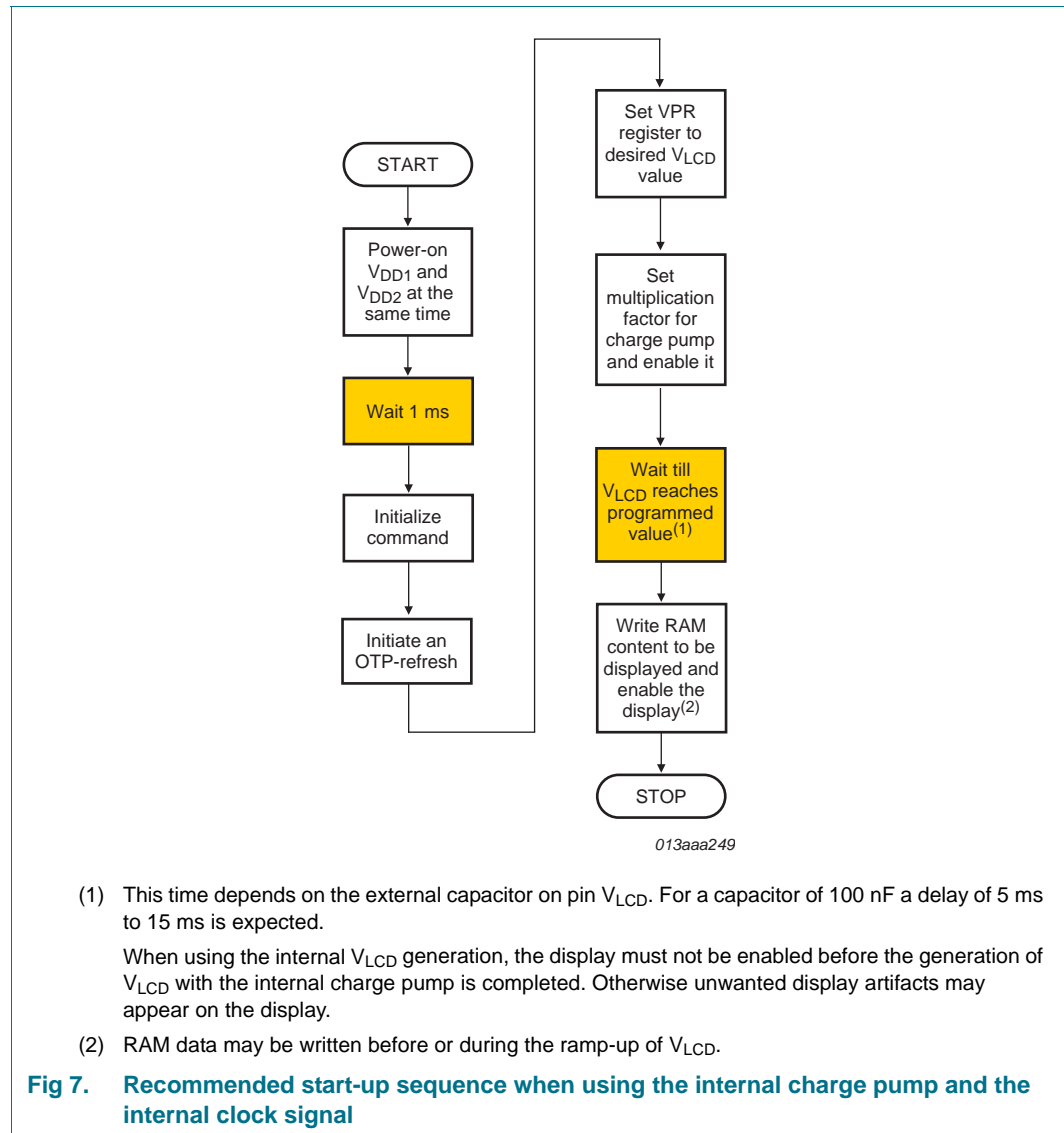 START
Power-on
VDD1 and
VDD2 at the
same time
Wait 1 ms
Initialize
command
Initiate an
OTP-refresh
Set VPR
register to
desired VLCD
value
Set
multiplication
factor for
charge pump
and enable it
Wait till
VLCD reaches
programmed
value(1)
Write RAM
content to be
displayed and
enable the
display(2)
STOP
013aaa249
(1) This time depends on the external capacitor on pin VLCD. For a capacitor of 100 nF a delay of 5 ms
to 15 ms is expected.
When using the internal VLCD generation, the display must not be enabled before the generation of
VLCD with the internal charge pump is completed. Otherwise unwanted display artifacts may
appear on the display.
(2) RAM data may be written before or during the ramp-up of VLCD.
Fig 7. Recommended start-up sequence when using the internal charge pump and the
internal clock signal